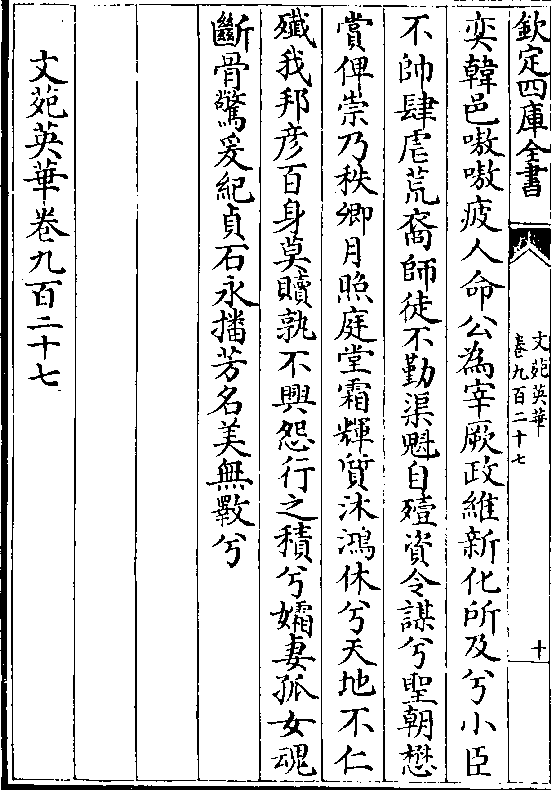 欽定四庫全書
文苑英華
卷九百二十七
十
奕韓邑嗷嗷疲人命公為宰厥政維新化所及兮小臣
不帥肆虐荒裔師徒不勤渠魁自殪資令謀兮聖朝懋
賞俾崇乃秩卿月照庭堂霜輝質沐鴻休兮天地不仁
殱我邦彦百身莫贖孰不興怨行之積兮孀妻孤女魂
斷骨驚爰紀貞石永播芳名美無斁兮
文苑英華卷九百二十七